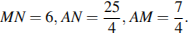 MN = 6, AN = 25/4, AM = 7/4.